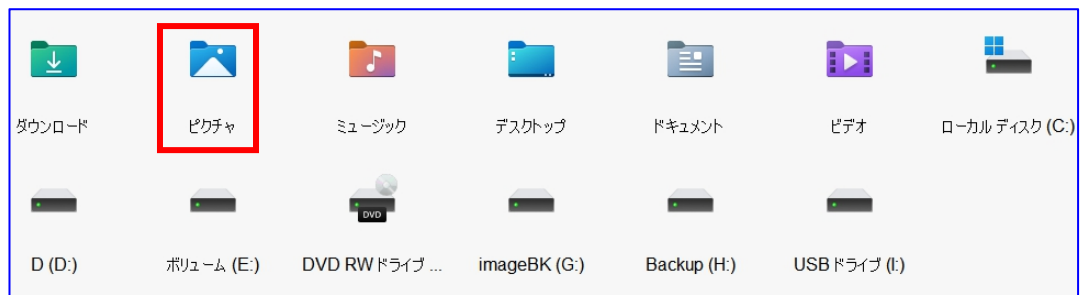 ダウンロード
ピクチャ
ミュージック
デスクトップ
ドキュメント
ビデオ
ローカル ディスク (C:)
DVD
D (D:)
ボリューム (E:)
DVD RW ドライブ ...
imageBK (G:)
Backup (H:)
USB ドライブ (I:)